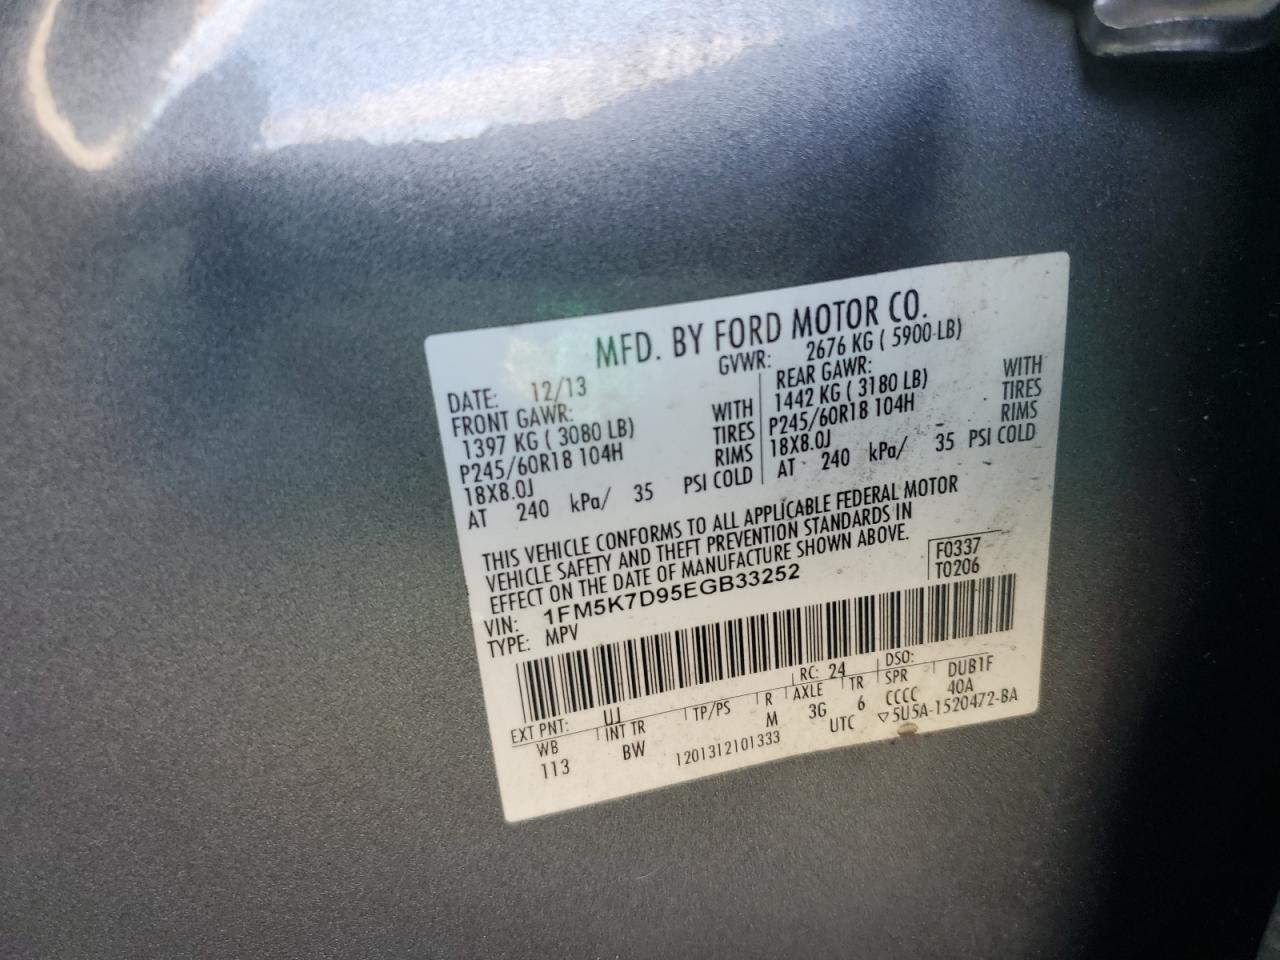 MFD. BY FORD MOTOR CO.
DATE: 12/13 GVWR: 2676 KG ( 5900 LB)
FRONT GAWR:
1397 KG ( 3080 LB) WITH
P245/60R18 104H TIRES
18X8.0J RIMS
AT 240 kPa/ 35 PSI COLD
REAR GAWR: WITH
1442 KG ( 3180 LB) TIRES
P245/60R18 104H RIMS
18X8.0J
AT 240 kPa/ 35 PSI COLD
THIS VEHICLE CONFORMS TO ALL APPLICABLE FEDERAL MOTOR
VEHICLE SAFETY AND THEFT PREVENTION STANDARDS IN
EFFECT ON THE DATE OF MANUFACTURE SHOWN ABOVE.
F0337
T0206
VIN: 1FM5K7D95EGB33252
TYPE: MPV
EXT PNT: UJ RC: 24 DSO:
WB INT TR TP/PS R AXLE TR SPR DUB1F
113 BW M 3G 6 CCCC 40A
1201312101333 UTC ▽5U5A-1520472-BA